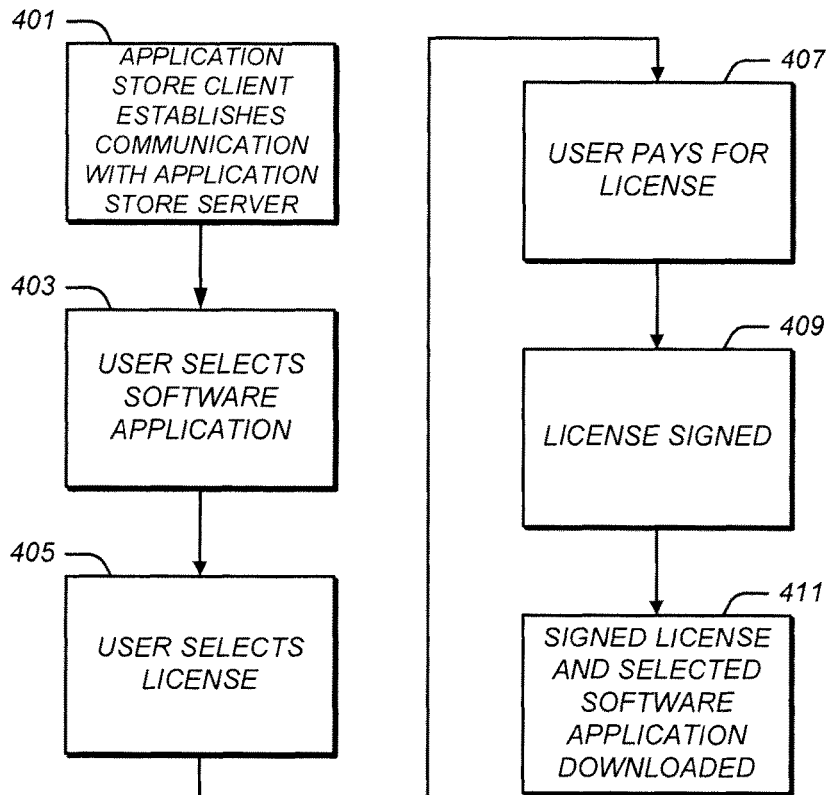 401
APPLICATION
STORE CLIENT
ESTABLISHES
COMMUNICATION
WITH APPLICATION
STORE SERVER
403
USER SELECTS
SOFTWARE
APPLICATION
405
USER SELECTS
LICENSE
407
USER PAYS FOR
LICENSE
409
LICENSE SIGNED
411
SIGNED LICENSE
AND SELECTED
SOFTWARE
APPLICATION
DOWNLOADED